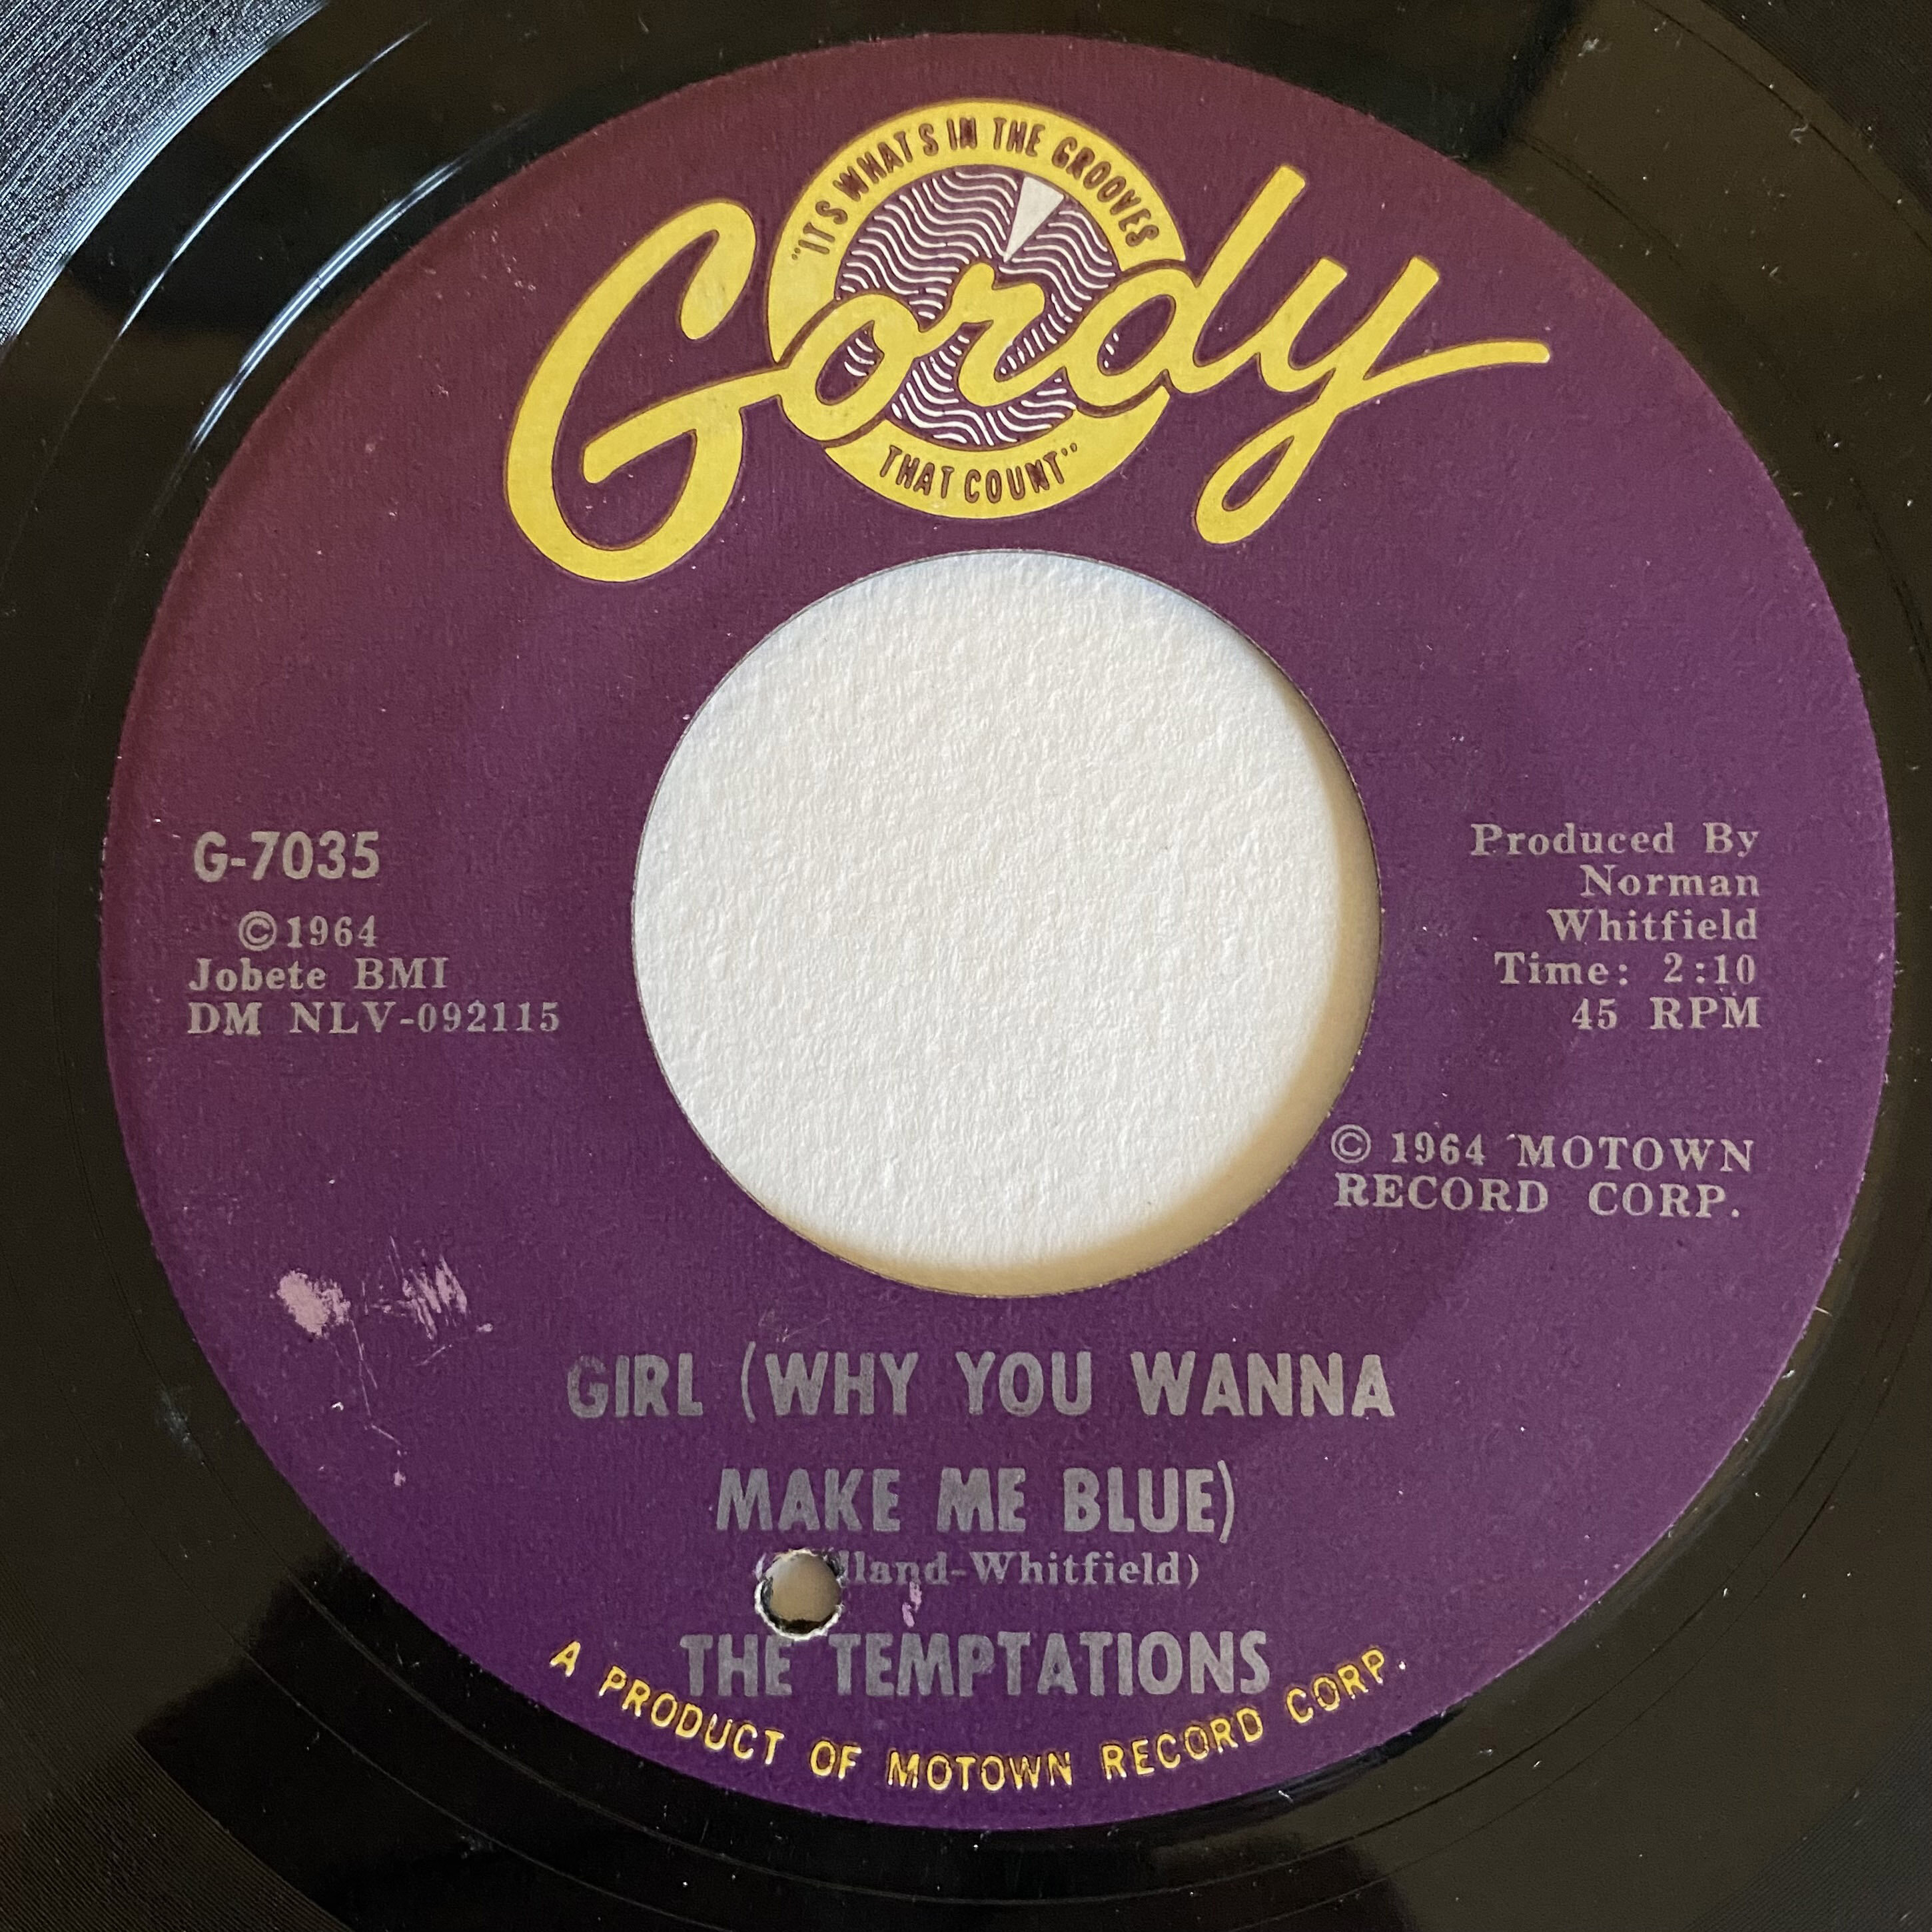 "IT'S WHAT'S IN THE GROOVES
Gordy
THAT COUNT"
G-7035
©1964
Jobete BMI
DM NLV-092115
Produced By
Norman
Whitfield
Time: 2:10
45 RPM
© 1964 MOTOWN
RECORD CORP.
GIRL (WHY YOU WANNA
MAKE ME BLUE)
lland-Whitfield)
THE TEMPTATIONS
A PRODUCT OF MOTOWN RECORD CORP.